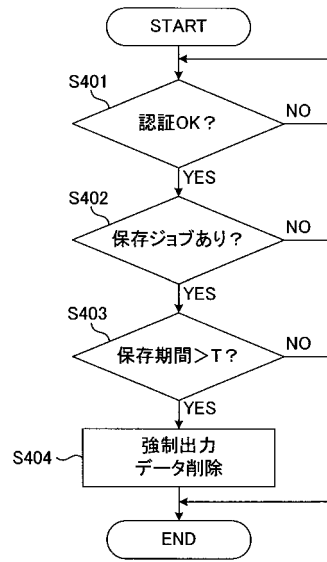 START
S401
認証OK？
NO
YES
S402
保存ジョブあり？
NO
YES
S403
保存期間＞T？
NO
YES
S404
強制出力
データ削除
END